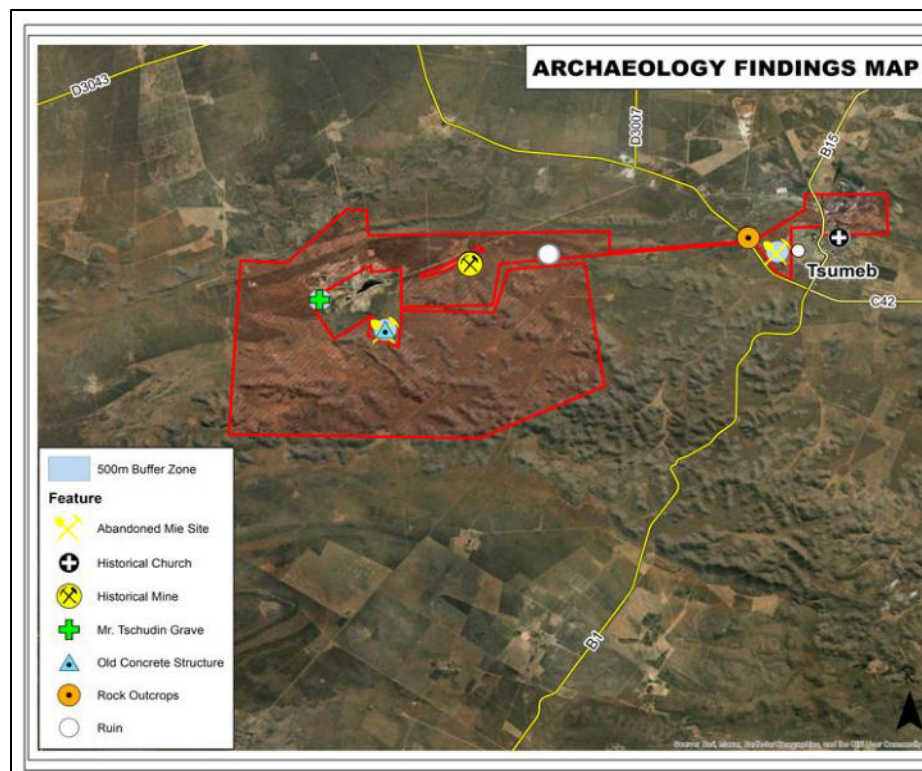 ARCHAEOLOGY FINDINGS MAP
D3043
D3007
B15
Tsumeb
C42
B1
500m Buffer Zone
Feature
Abandoned Mie Site
Historical Church
Historical Mine
Mr. Tschudin Grave
Old Concrete Structure
Rock Outcrops
Ruin